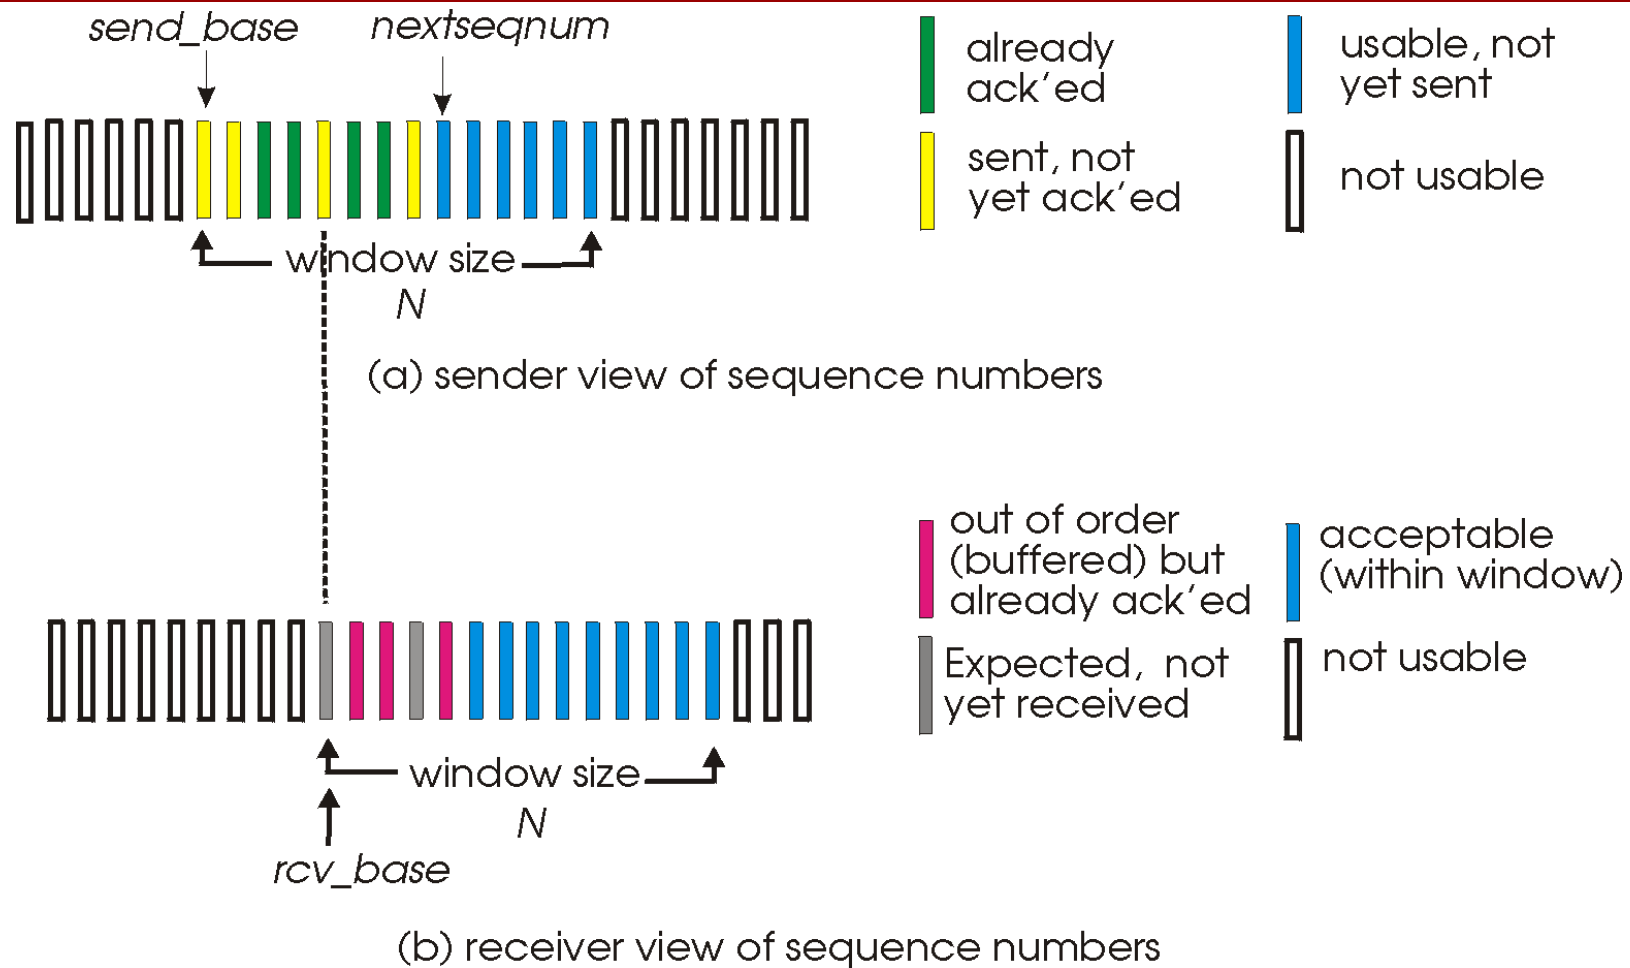 send_base
nextseqnum
already
ack'ed
usable, not
yet sent
sent, not
yet ack'ed
not usable
window size
N
(a) sender view of sequence numbers
out of order
(buffered) but
already ack'ed
acceptable
(within window)
Expected, not
yet received
not usable
window size
N
rcv_base
(b) receiver view of sequence numbers